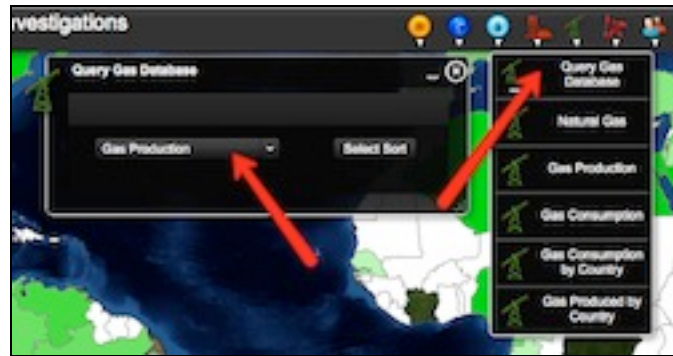 rvestigations
Query Gas Database
Gas Production
Select Sort
Query Gas
Database
Natural Gas
Gas Production
Gas Consumption
Gas Consumption
by Country
Gas Produced by
Country